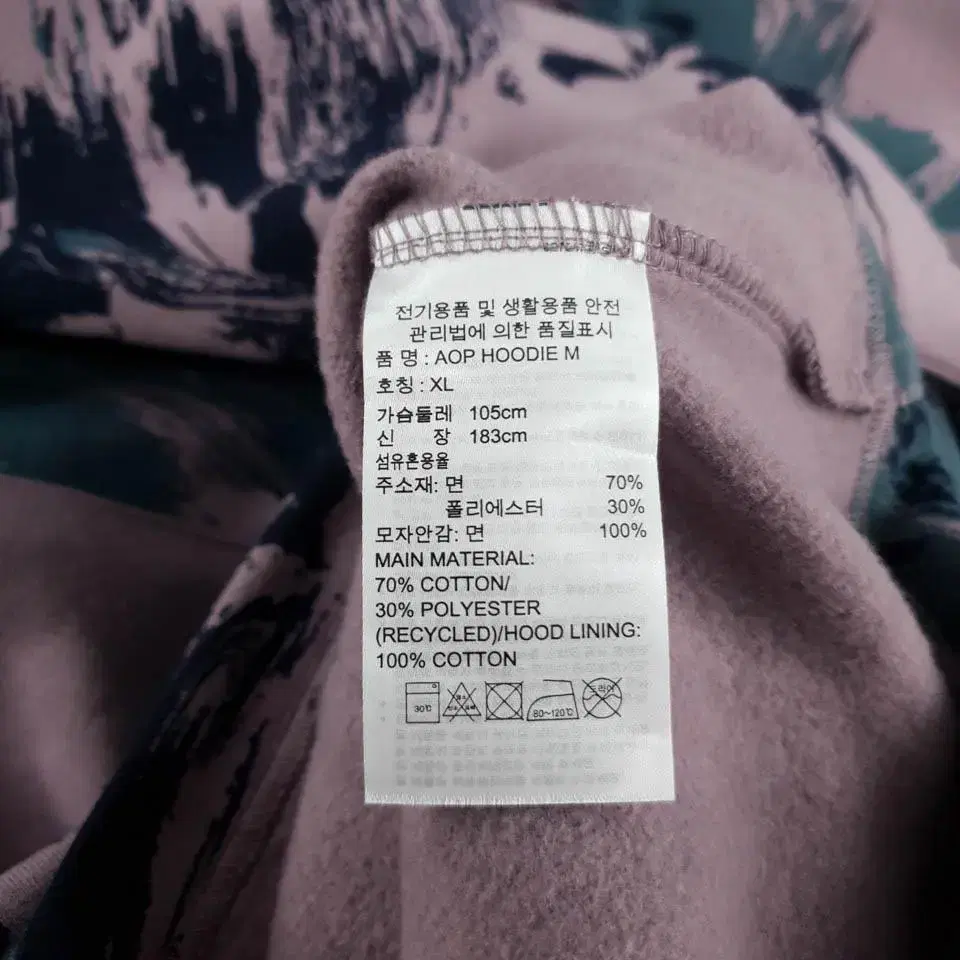 전기용품 및 생활용품 안전
관리법에 의한 품질표시
품 명 : AOP HOODIE M
호칭 : XL
가슴둘레 105cm
신 장 183cm
섬유혼용율
주소재: 면 70%
폴리에스터 30%
모자안감: 면 100%
MAIN MATERIAL:
70% COTTON/
30% POLYESTER
(RECYCLED)/HOOD LINING:
100% COTTON
30℃ 80~120℃ 드라이